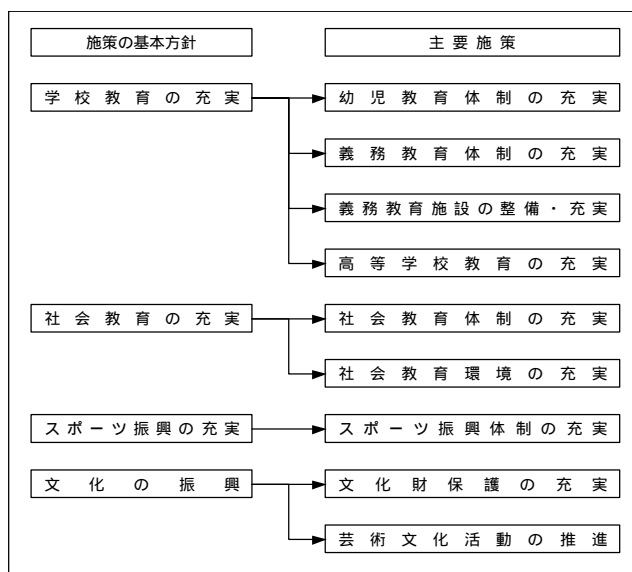 施策の基本方針 主要施策
学校教育の充実 幼児教育体制の充実
義務教育体制の充実
義務教育施設の整備・充実
高等学校教育の充実
社会教育の充実 社会教育体制の充実
社会教育環境の充実
スポーツ振興の充実 スポーツ振興体制の充実
文化の振興 文化財保護の充実
芸術文化活動の推進